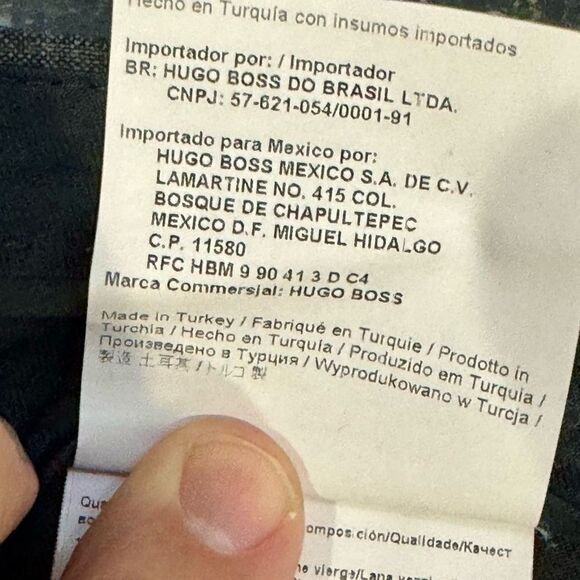 Hecho en Turquía con insumos importados
Importador por: / Importador
BR: HUGO BOSS DO BRASIL LTDA.
CNPJ: 57-621-054/0001-91
Importado para Mexico por:
HUGO BOSS MEXICO S.A. DE C.V.
LAMARTINE NO. 415 COL.
BOSQUE DE CHAPULTEPEC
MEXICO D.F. MIGUEL HIDALGO
C.P. 11580
RFC HBM 9 90 41 3 D C4
Marca Commersjal: HUGO BOSS
Made in Turkey / Fabriqué en Turquie / Prodotto in
Turchia / Hecho en Turquía / Produzido em Turquia /
Произведено в Турция / Wyprodukowano w Turcja /
製造 土耳其 / トルコ 製
omposición/Qualidade/Качест
vierge/Lana